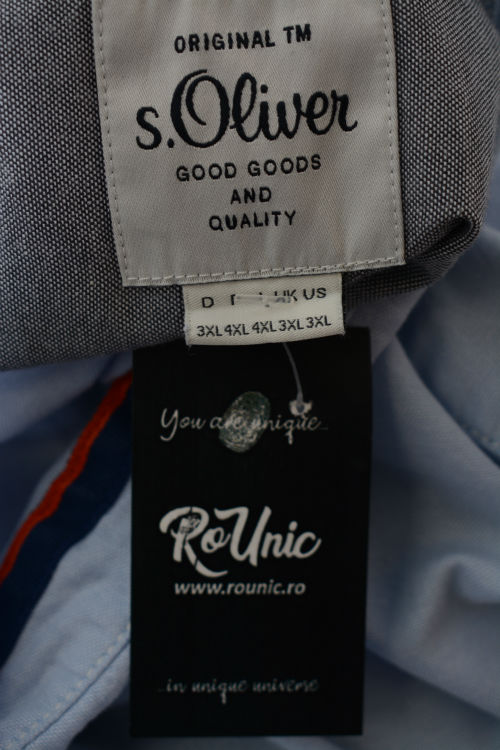 ORIGINAL TM
s.Oliver
GOOD GOODS
AND
QUALITY
D UK US
3XL 4XL 4XL 3XL 3XL
You are unique...
RoUnic
www.rounic.ro
...in unique universe